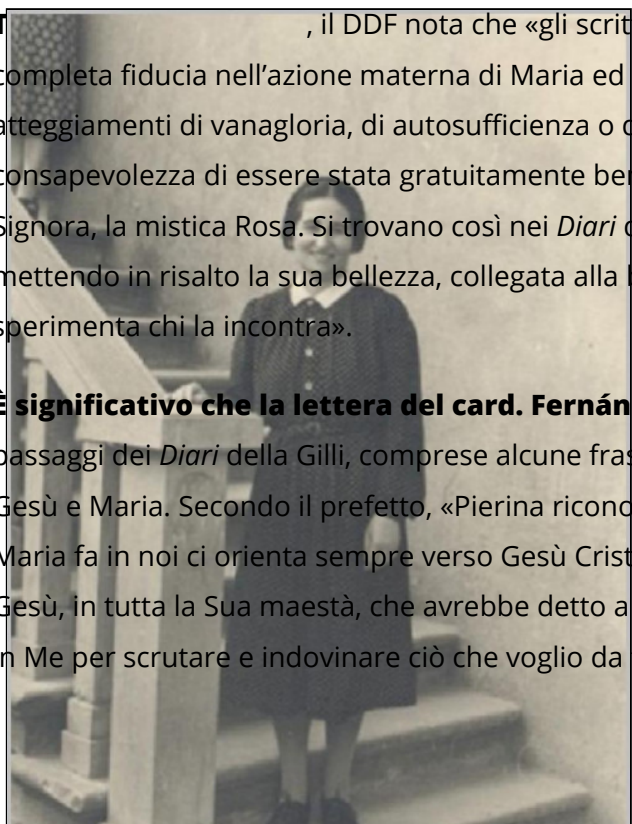 , il DDF nota che «gli scrit
completa fiducia nell'azione materna di Maria ed
atteggiamenti di vanagloria, di autosufficienza o
consapevolezza di essere stata gratuitamente be
Signora, la mistica Rosa. Si trovano così nei Diari
mettendo in risalto la sua bellezza, collegata alla
sperimenta chi la incontra».
È significativo che la lettera del card. Fernán
passaggi dei Diari della Gilli, comprese alcune fras
Gesù e Maria. Secondo il prefetto, «Pierina ricono
Maria fa in noi ci orienta sempre verso Gesù Crist
Gesù, in tutta la Sua maestà, che avrebbe detto a
in Me per scrutare e indovinare ciò che voglio da